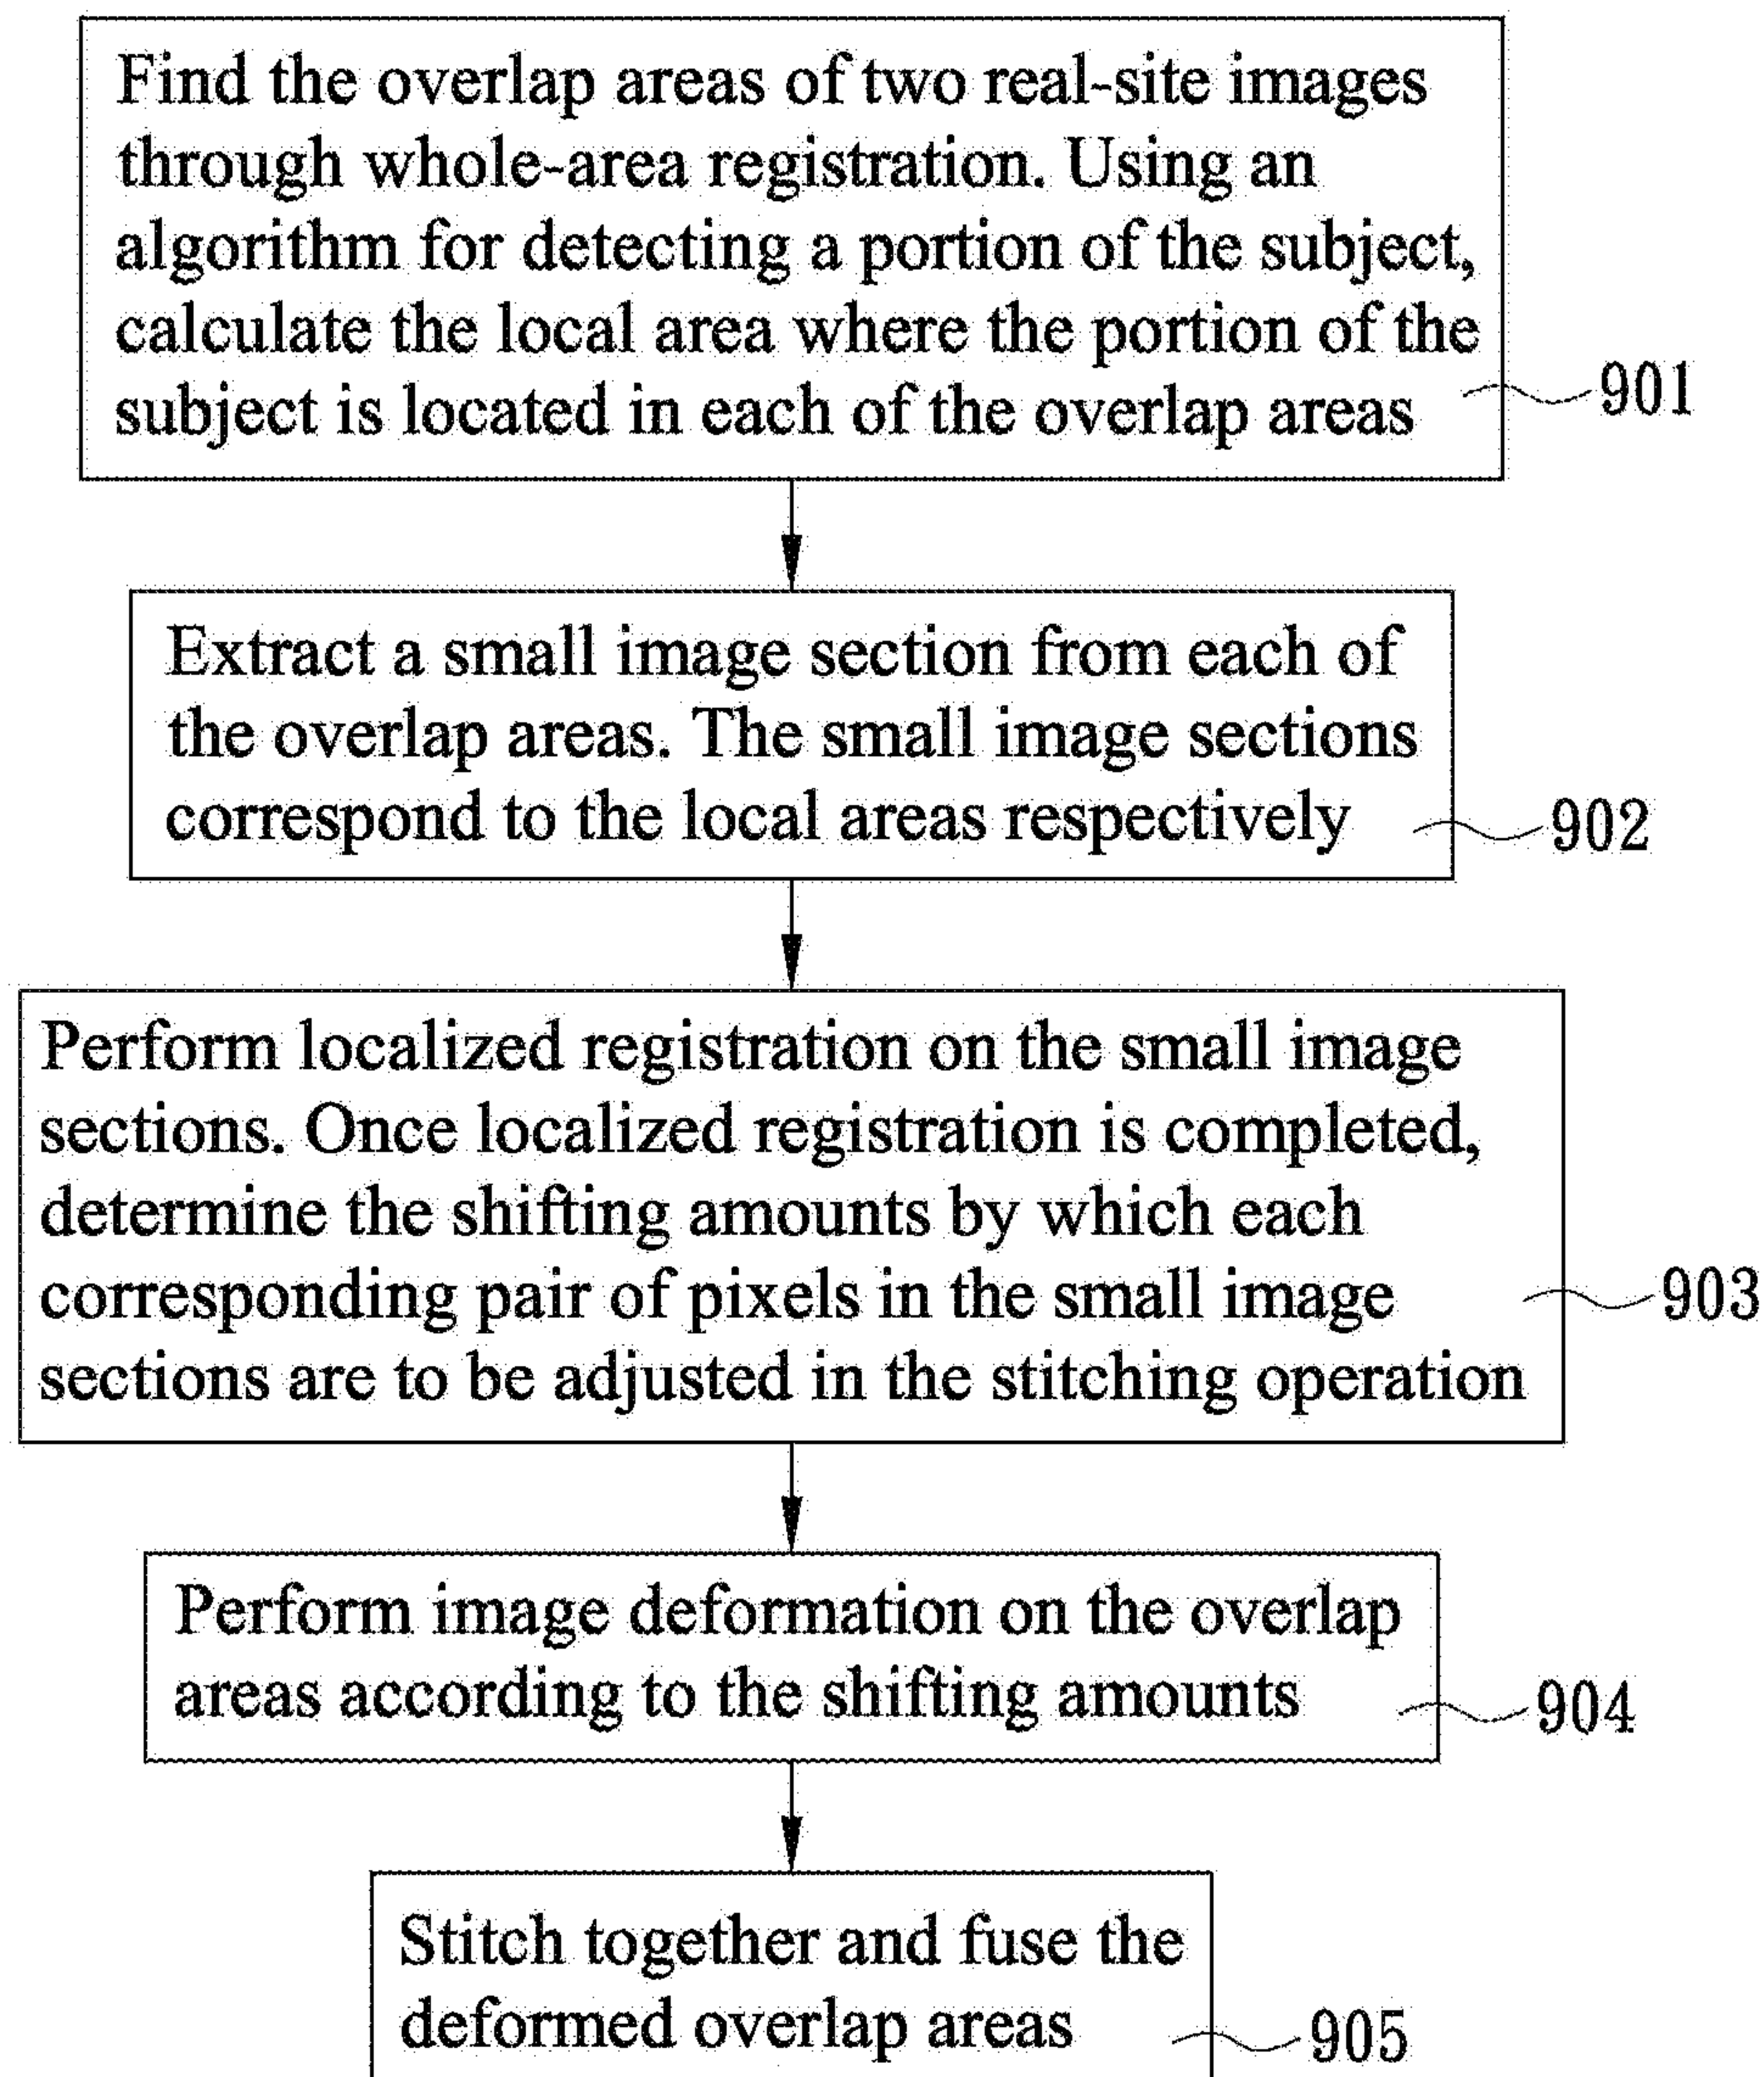 Find the overlap areas of two real-site images
through whole-area registration. Using an
algorithm for detecting a portion of the subject,
calculate the local area where the portion of the
subject is located in each of the overlap areas
901
Extract a small image section from each of
the overlap areas. The small image sections
correspond to the local areas respectively
902
Perform localized registration on the small image
sections. Once localized registration is completed,
determine the shifting amounts by which each
corresponding pair of pixels in the small image
sections are to be adjusted in the stitching operation
903
Perform image deformation on the overlap
areas according to the shifting amounts
904
Stitch together and fuse the
deformed overlap areas
905